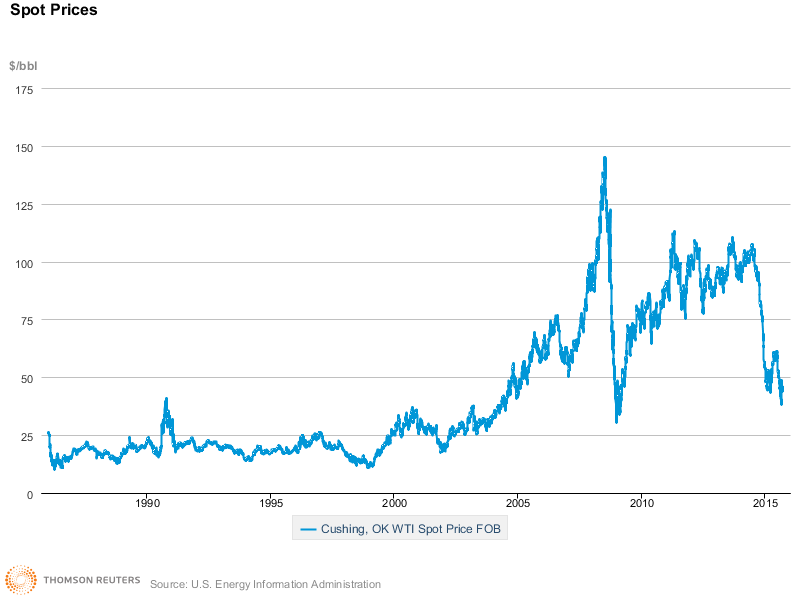 Spot Prices
$/bbl
175
150
125
100
75
50
25
0
1990 1995 2000 2005 2010 2015
Cushing, OK WTI Spot Price FOB
THOMSON REUTERS Source: U.S. Energy Information Administration